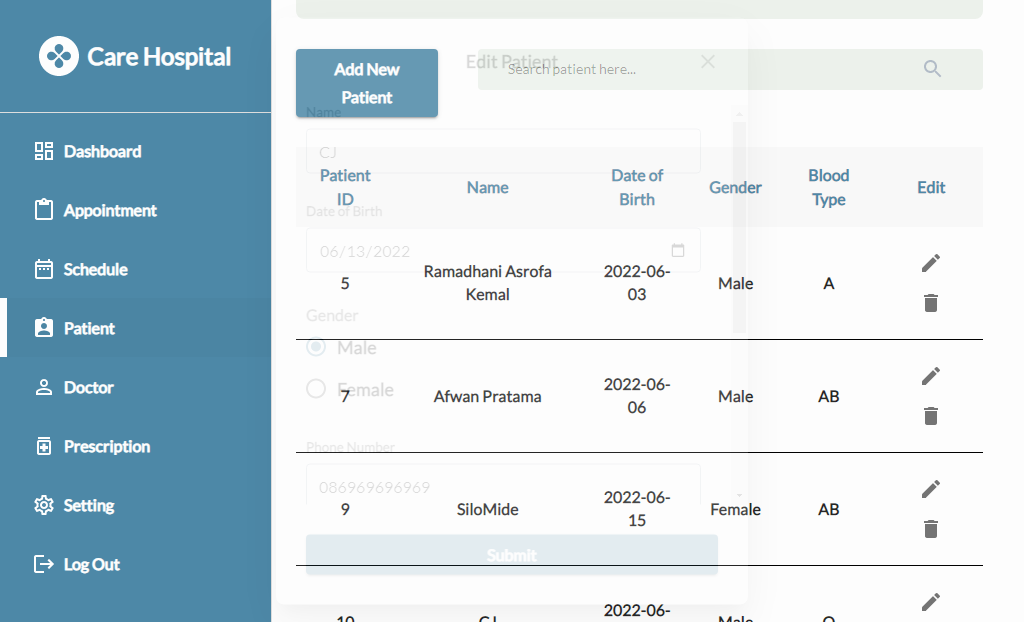 Care Hospital
Dashboard
Appointment
Schedule
Patient
Doctor
Prescription
Setting
Log Out
Add New
Patient
Search patient here...
Edit Patient
Name
CJ
Date of Birth
06/13/2022
Gender
Male
Female
Phone Number
086969696969
Submit
Patient
ID
Name
Date of
Birth
Gender
Blood
Type
Edit
5
Ramadhani Asrofa
Kemal
2022-06-
03
Male
A
7
Afwan Pratama
2022-06-
06
Male
AB
9
SiloMide
2022-06-
15
Female
AB
10
CJ
2022-06-
Male
O